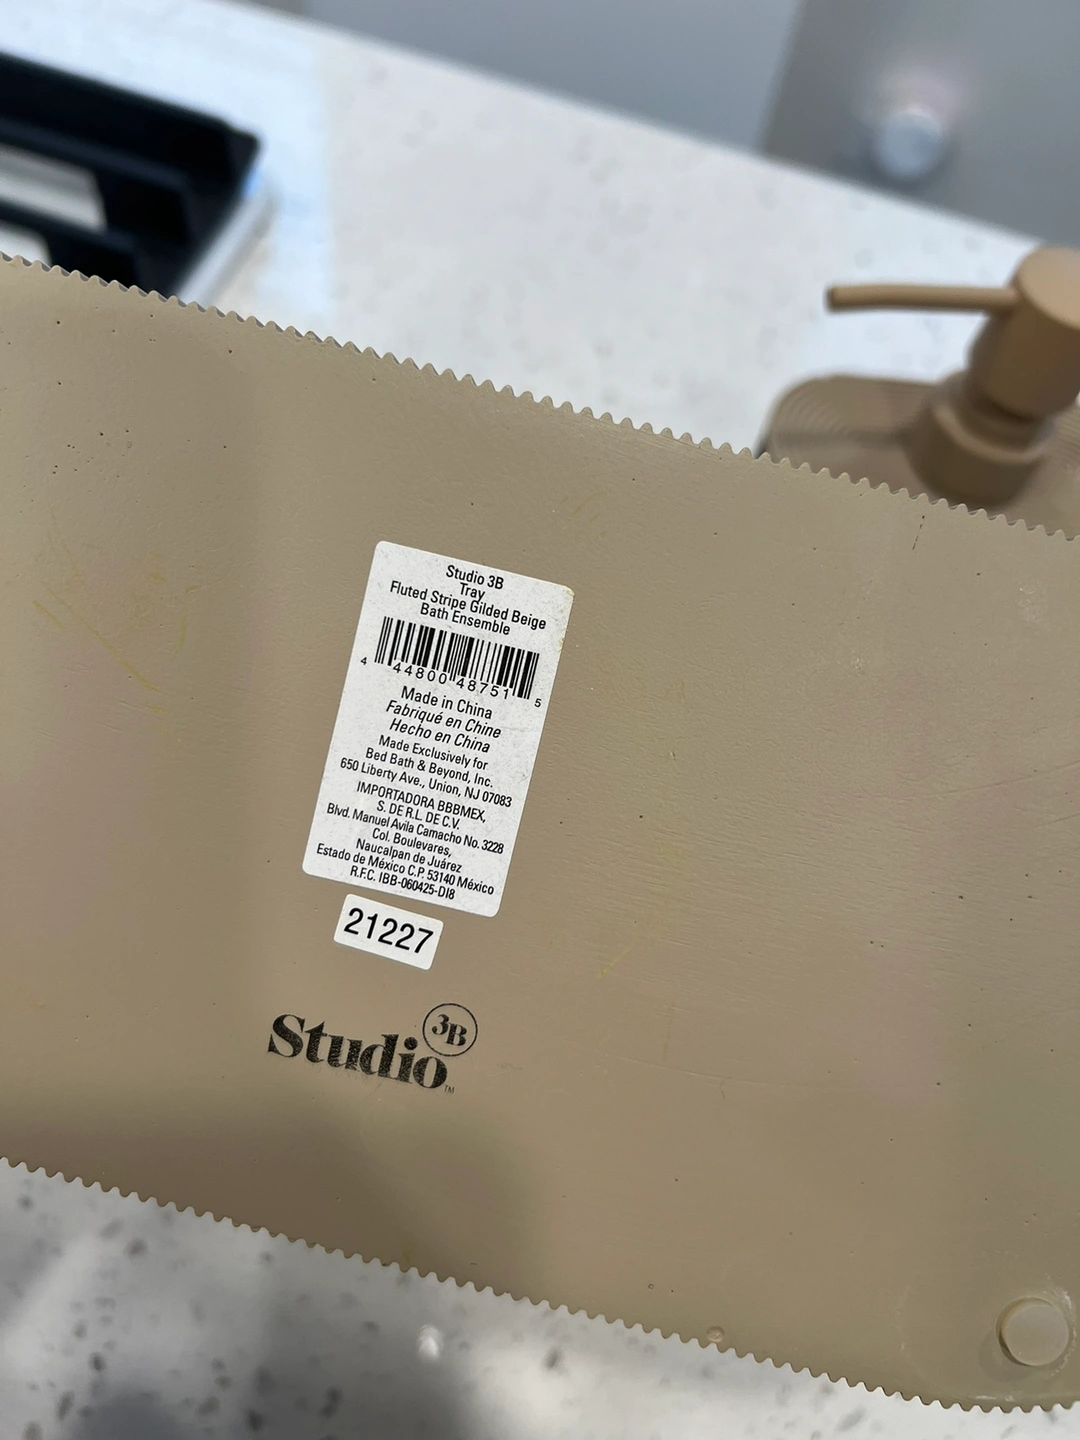 Studio 3B
Tray
Fluted Stripe Gilded Beige
Bath Ensemble
4 44800 48751 5
Made in China
Fabriqué en Chine
Hecho en China
Made Exclusively for
Bed Bath & Beyond, Inc.
650 Liberty Ave., Union, NJ 07083
IMPORTADORA BBBMEX,
S. DE R.L. DE C.V.
Blvd. Manuel Avila Camacho No. 3228
Col. Boulevares,
Naucalpan de Juárez
Estado de México C.P. 53140 México
R.F.C. IBB-060425-DI8
21227
Studio 3B ™